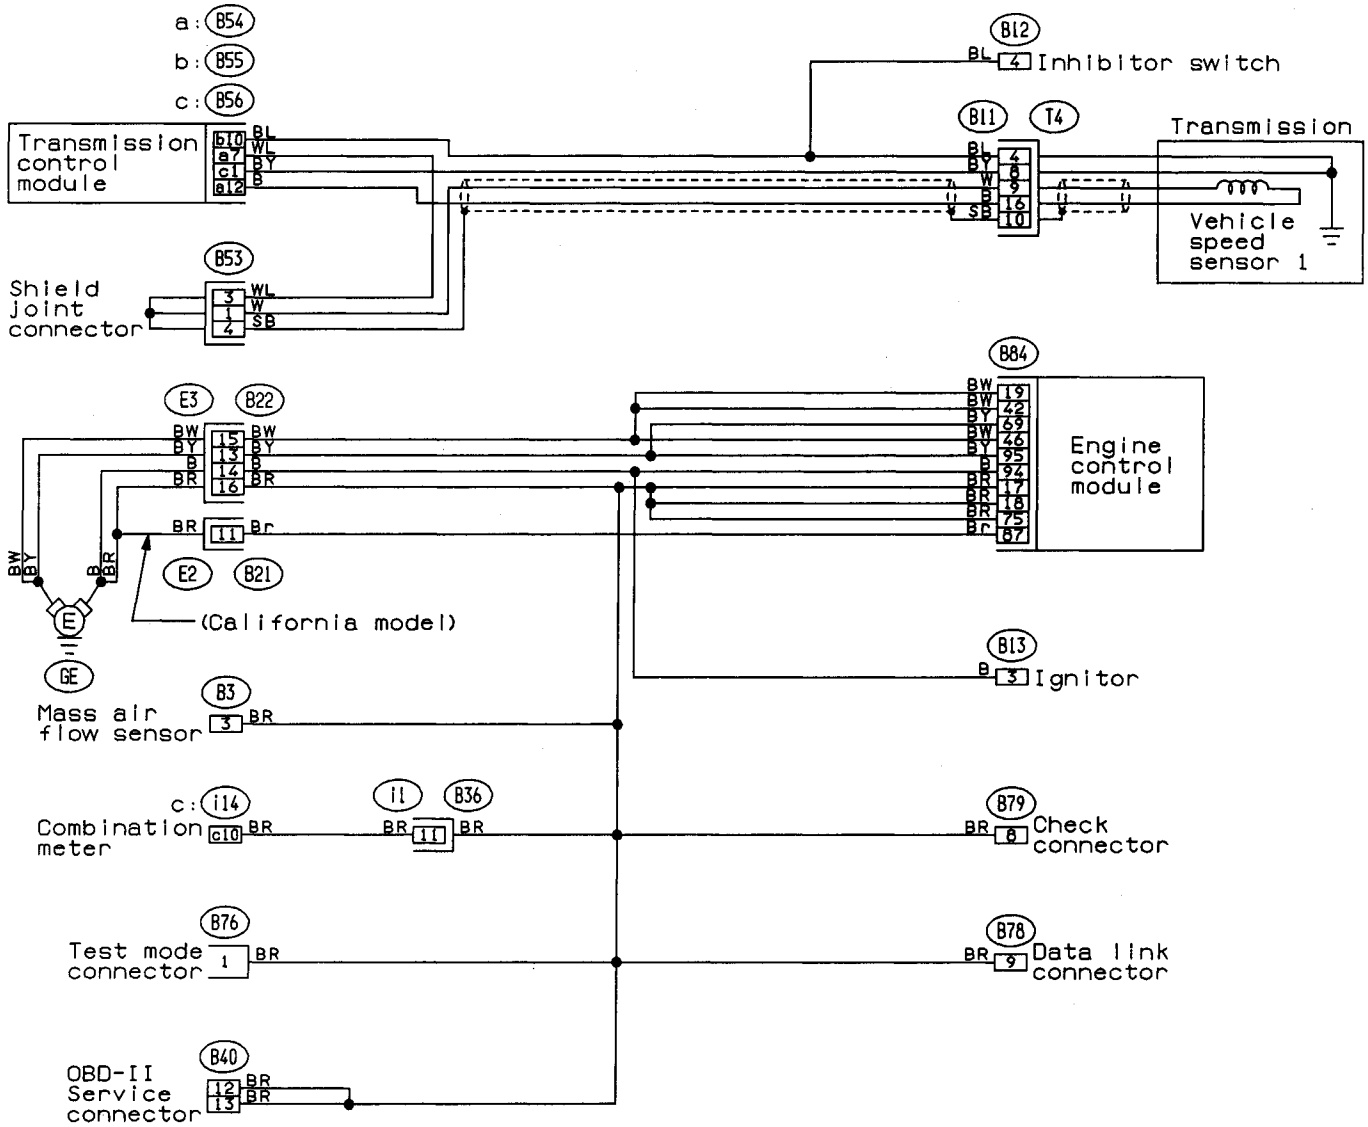 a: B54
b: B55
c: B56
B12
BL 4 Inhibitor switch
B11 T4
Transmission
Transmission
control
module
b10 BL
a7 WL
c1 BY
a12 B
BL 4
BY 8
W 9
B 16
SB 10
Vehicle
speed
sensor 1
B53
Shield
joint
connector
3 WL
1 W
4 SB
B84
E3 B22
BW 15 BW
BY 13 BY
B 14 B
BR 16 BR
BR 11 Br
E2 B21
BW 19
BW 42
BY 69
BW 46
BY 95
B 94
BR 17
BR 18
BR 75
Br 87
Engine
control
module
BW BY B BR
E
(California model)
GE
B13
B 3 Ignitor
B3
Mass air
flow sensor
3 BR
c: i14
Combination
meter
c10 BR
i1 B36
BR 11 BR
B79
BR 8 Check
connector
B76
Test mode
connector
1 BR
B78
BR 9 Data link
connector
B40
OBD-II
Service
connector
12 BR
13 BR